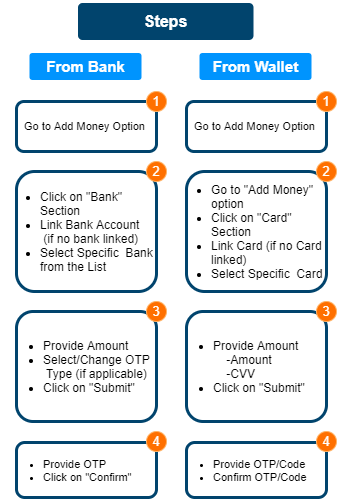 Steps
From Bank
1
Go to Add Money Option
2
Click on "Bank"
Section
Link Bank Account
(if no bank linked)
Select Specific Bank
from the List
3
Provide Amount
Select/Change OTP
Type (if applicable)
Click on "Submit"
4
Provide OTP
Click on "Confirm"
From Wallet
1
Go to Add Money Option
2
Go to "Add Money"
option
Click on "Card"
Section
Link Card (if no Card
linked)
Select Specific Card
3
Provide Amount
-Amount
-CVV
Click on "Submit"
4
Provide OTP/Code
Confirm OTP/Code